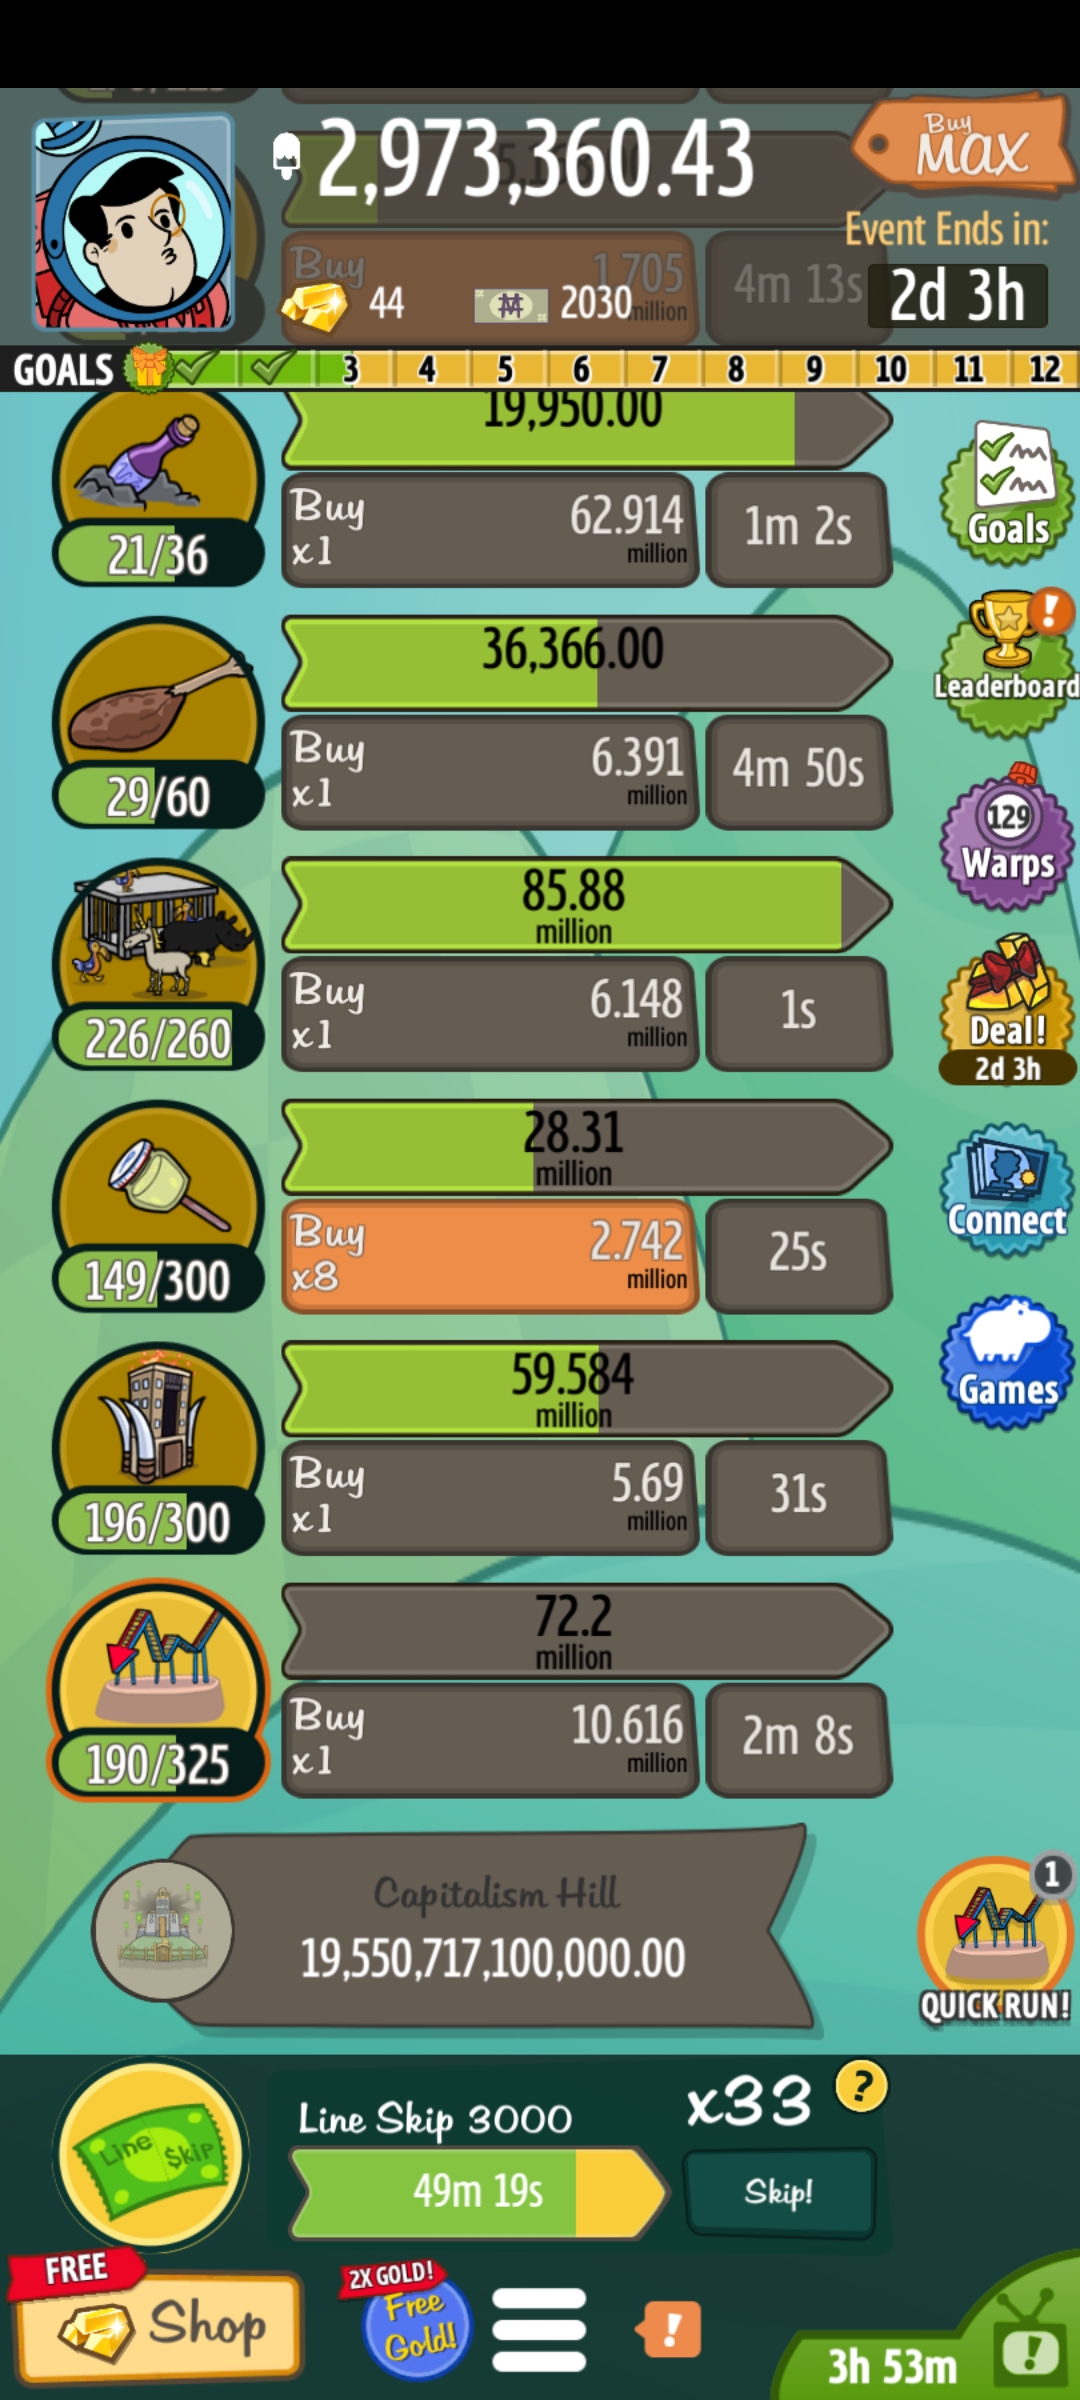 2,973,360.43
Buy
MAX
Event Ends in:
2d 3h
Buy
1.705
million
4m 13s
44
2030
GOALS
3 4 5 6 7 8 9 10 11 12
19,950.00
21/36
Buy
x1
62.914
million
1m 2s
Goals
36,366.00
29/60
Buy
x1
6.391
million
4m 50s
!
Leaderboard
85.88
million
226/260
Buy
x1
6.148
million
1s
129
Warps
Deal!
2d 3h
28.31
million
149/300
Buy
x8
2.742
million
25s
Connect
59.584
million
196/300
Buy
x1
5.69
million
31s
Games
72.2
million
190/325
Buy
x1
10.616
million
2m 8s
Capitalism Hill
19,550,717,100,000.00
1
QUICK RUN!
Line $kip
Line Skip 3000
49m 19s
x33
?
Skip!
FREE
Shop
2X GOLD!
Free
Gold!
!
3h 53m
!